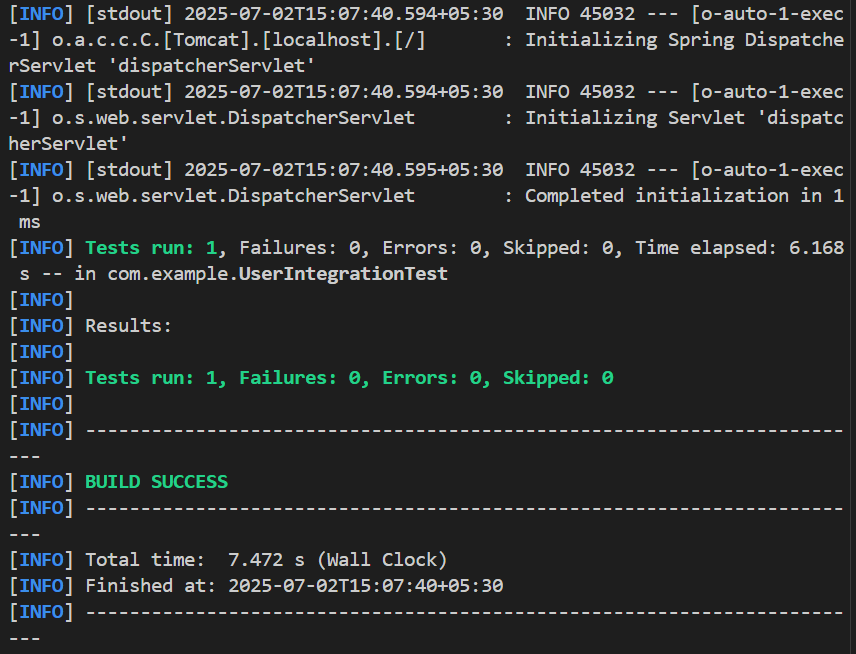 [INFO] [stdout] 2025-07-02T15:07:40.594+05:30  INFO 45032 --- [o-auto-1-exec
-1] o.a.c.c.C.[Tomcat].[localhost].[/]       : Initializing Spring Dispatche
rServlet 'dispatcherServlet'
[INFO] [stdout] 2025-07-02T15:07:40.595+05:30  INFO 45032 --- [o-auto-1-exec
-1] o.s.web.servlet.DispatcherServlet        : Initializing Servlet 'dispatc
herServlet'
[INFO] [stdout] 2025-07-02T15:07:40.595+05:30  INFO 45032 --- [o-auto-1-exec
-1] o.s.web.servlet.DispatcherServlet        : Completed initialization in 1
 ms
[INFO] Tests run: 1, Failures: 0, Errors: 0, Skipped: 0, Time elapsed: 6.168
 s -- in com.example.UserIntegrationTest
[INFO]
[INFO] Results:
[INFO]
[INFO] Tests run: 1, Failures: 0, Errors: 0, Skipped: 0
[INFO]
[INFO] ---------------------------------------------------------------------
---
[INFO] BUILD SUCCESS
[INFO] ---------------------------------------------------------------------
---
[INFO] Total time:  7.472 s (Wall Clock)
[INFO] Finished at: 2025-07-02T15:07:40+05:30
[INFO] ---------------------------------------------------------------------
---